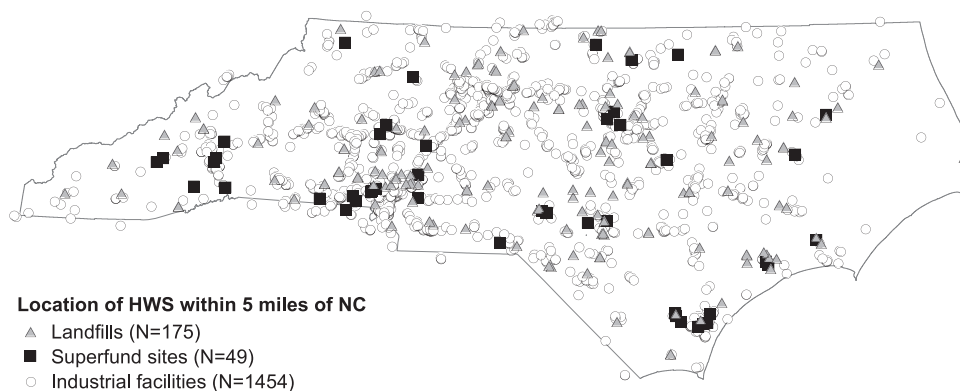 Location of HWS within 5 miles of NC
Landfills (N=175)
Superfund sites (N=49)
Industrial facilities (N=1454)